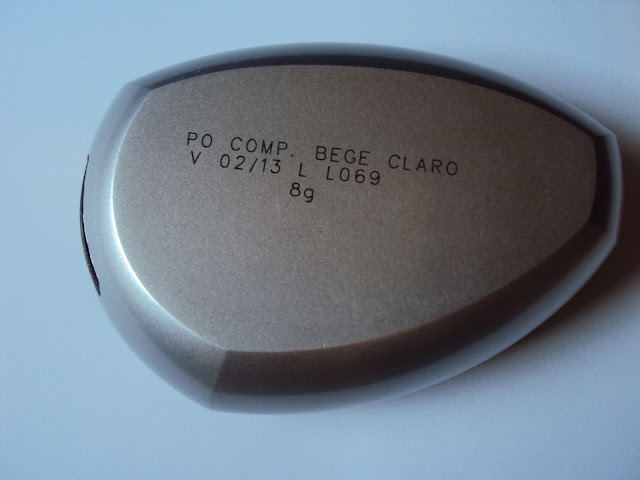 PO COMP. BEGE CLARO
V 02/13 L L069
8g